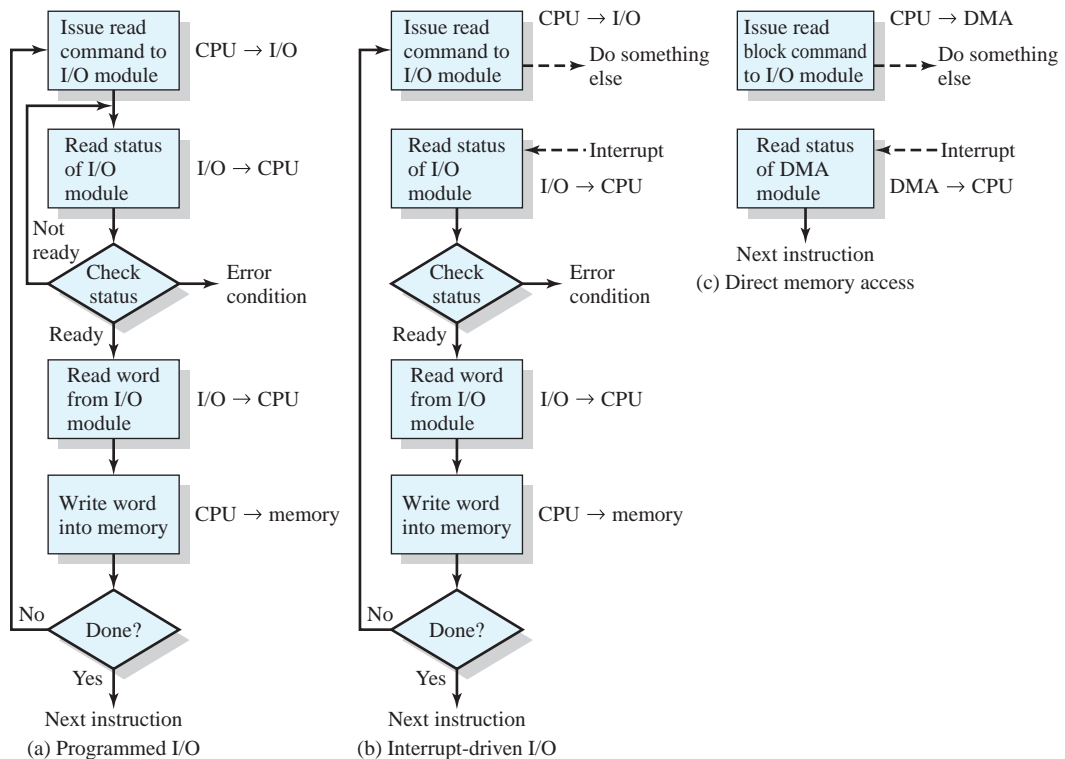 Issue read
command to
I/O module
CPU → I/O
Read status
of I/O
module
I/O → CPU
Not
ready
Check
status
Error
condition
Ready
Read word
from I/O
module
I/O → CPU
Write word
into memory
CPU → memory
No
Done?
Yes
Next instruction
(a) Programmed I/O
Issue read
command to
I/O module
CPU → I/O
Do something
else
Read status
of I/O
module
Interrupt
I/O → CPU
Check
status
Error
condition
Ready
Read word
from I/O
module
I/O → CPU
Write word
into memory
CPU → memory
No
Done?
Yes
Next instruction
(b) Interrupt-driven I/O
Issue read
block command
to I/O module
CPU → DMA
Do something
else
Read status
of DMA
module
Interrupt
DMA → CPU
Next instruction
(c) Direct memory access